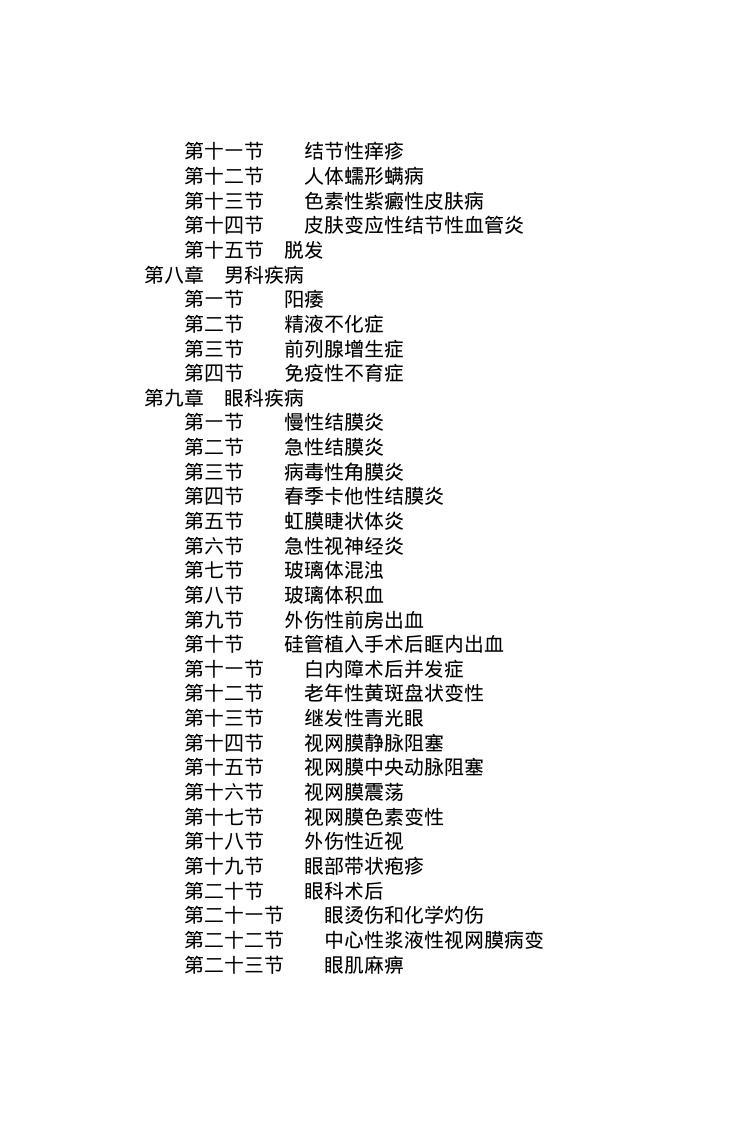 第十一节　　结节性痒疹
第十二节　　人体蠕形螨病
第十三节　　色素性紫癜性皮肤病
第十四节　　皮肤变应性结节性血管炎
第十五节　脱发
第八章　男科疾病
第一节　　阳痿
第二节　　精液不化症
第三节　　前列腺增生症
第四节　　免疫性不育症
第九章　眼科疾病
第一节　　慢性结膜炎
第二节　　急性结膜炎
第三节　　病毒性角膜炎
第四节　　春季卡他性结膜炎
第五节　　虹膜睫状体炎
第六节　　急性视神经炎
第七节　　玻璃体混浊
第八节　　玻璃体积血
第九节　　外伤性前房出血
第十节　　硅管植入手术后眶内出血
第十一节　　白内障术后并发症
第十二节　　老年性黄斑盘状变性
第十三节　　继发性青光眼
第十四节　　视网膜静脉阻塞
第十五节　　视网膜中央动脉阻塞
第十六节　　视网膜震荡
第十七节　　视网膜色素变性
第十八节　　外伤性近视
第十九节　　眼部带状疱疹
第二十节　　眼科术后
第二十一节　　眼烫伤和化学灼伤
第二十二节　　中心性浆液性视网膜病变
第二十三节　　眼肌麻痹